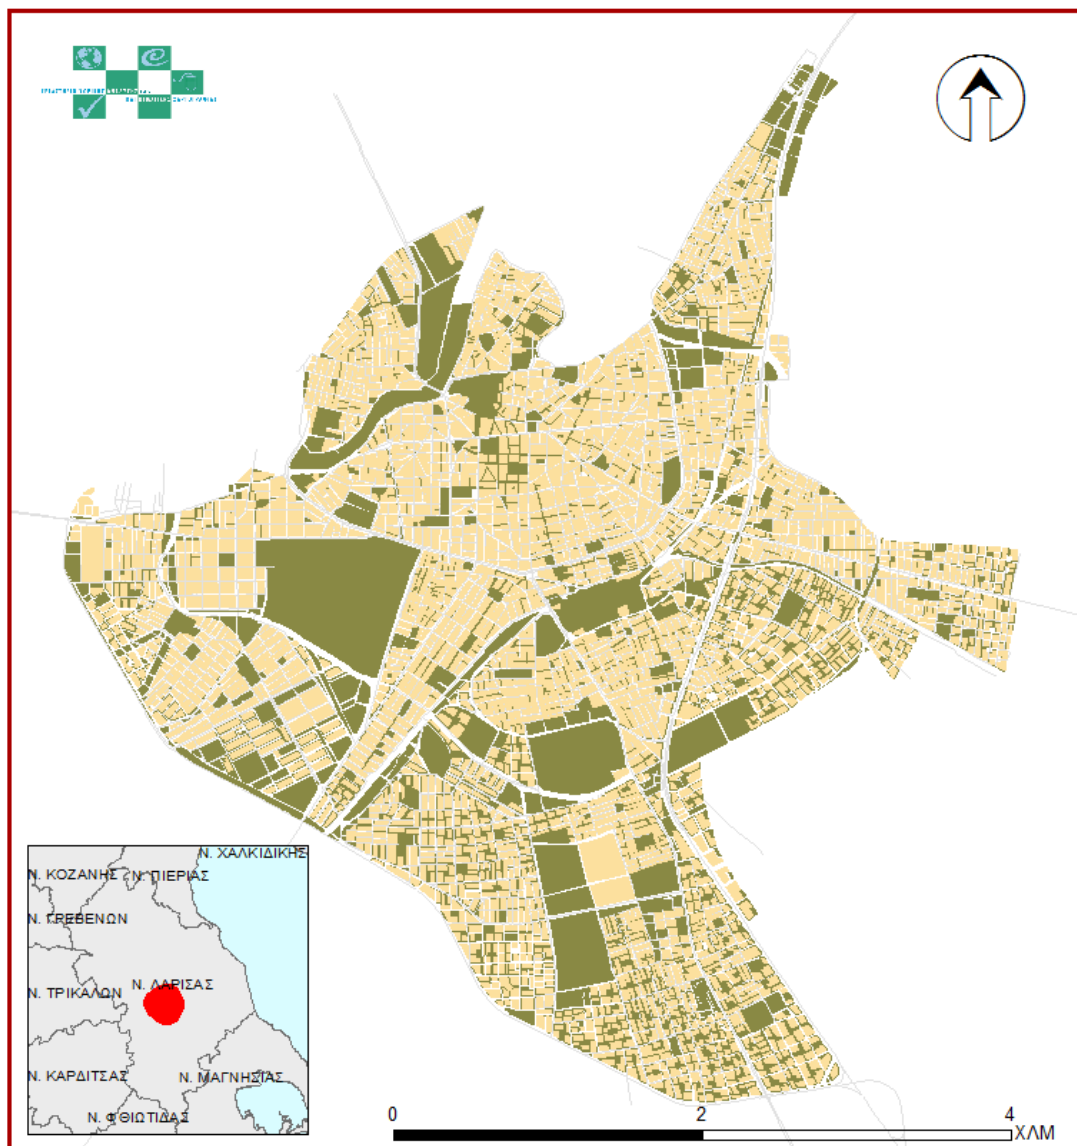 Ν. ΧΑΛΚΙΔΙΚΗΣ
Ν. ΚΟΖΑΝΗΣ
Ν. ΠΙΕΡΙΑΣ
Ν. ΓΡΕΒΕΝΩΝ
Ν. ΛΑΡΙΣΑΣ
Ν. ΤΡΙΚΑΛΩΝ
Ν. ΚΑΡΔΙΤΣΑΣ
Ν. ΜΑΓΝΗΣΙΑΣ
Ν. ΦΘΙΩΤΙΔΑΣ
0 2 4
ΧΛΜ